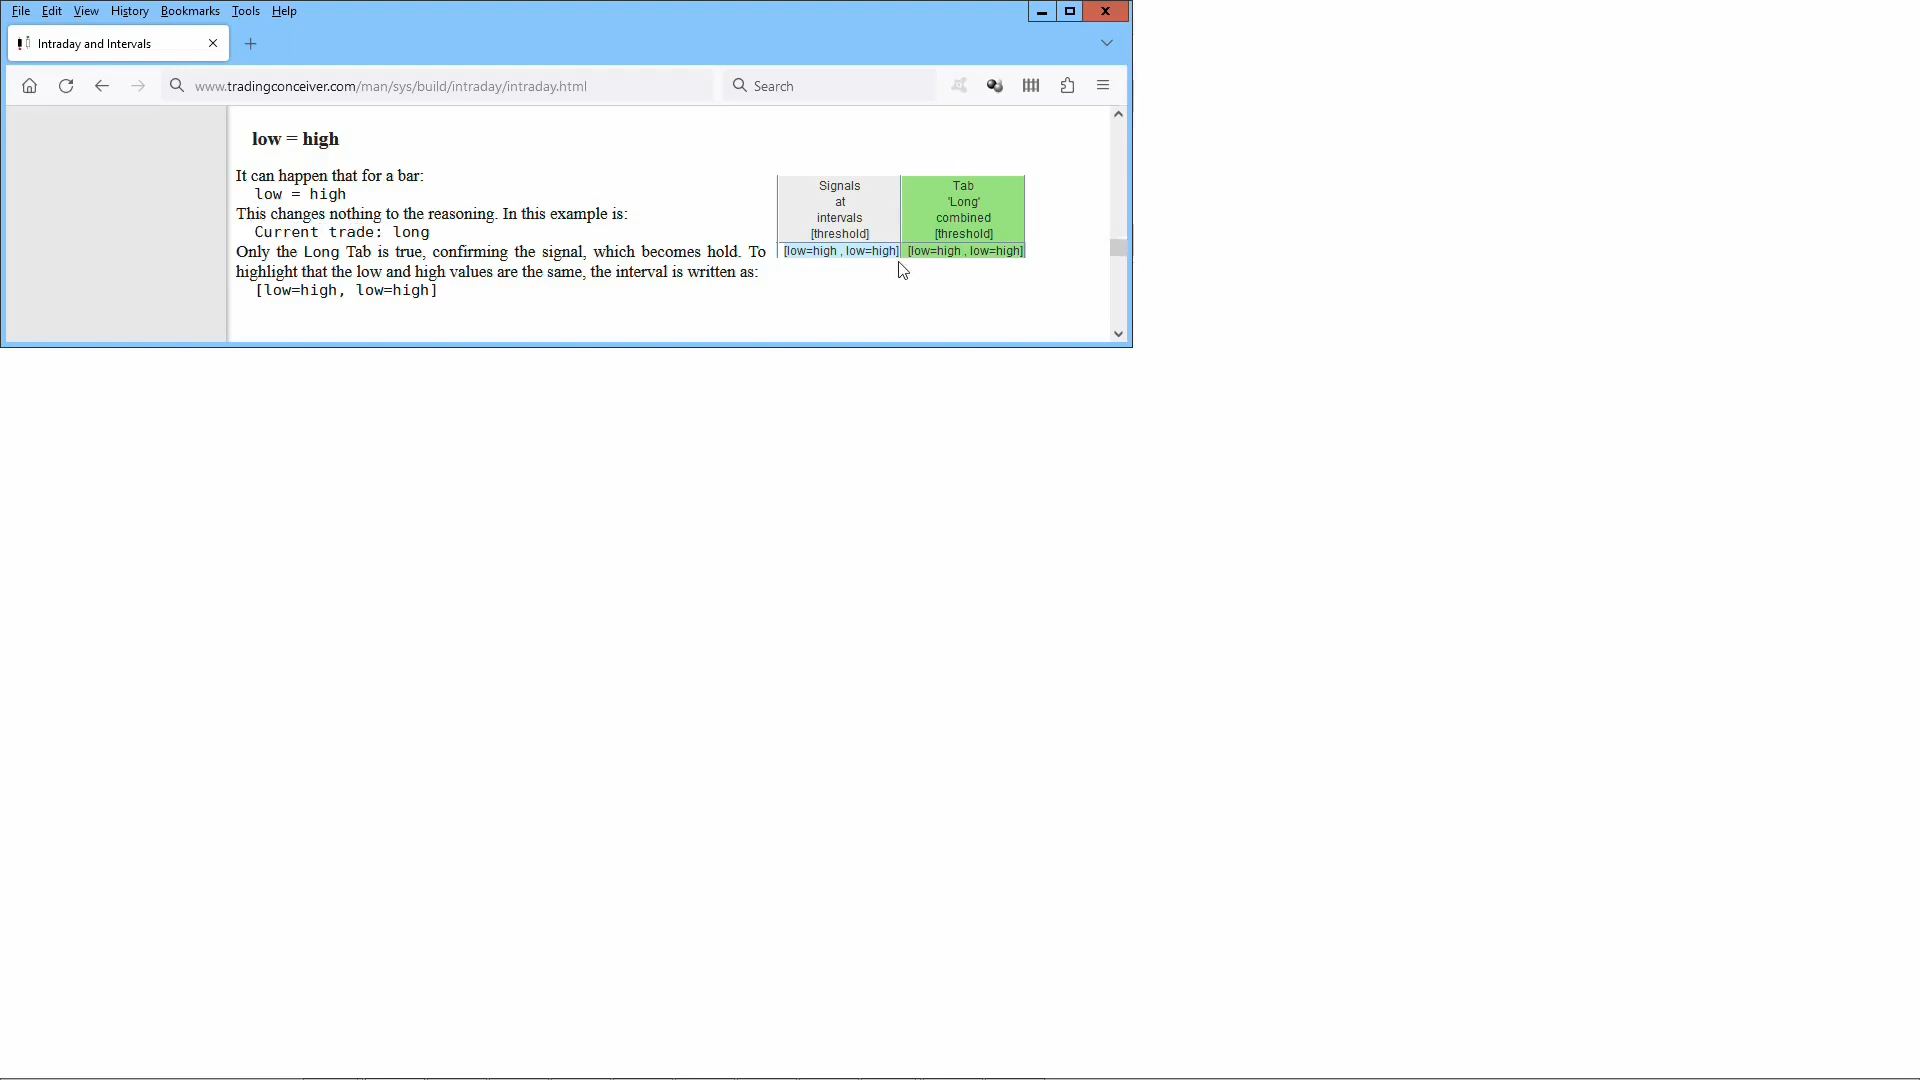 File Edit View History Bookmarks Tools Help
Intraday and Intervals
www.tradingconceiver.com/man/sys/build/intraday/intraday.html
Search
low = high
It can happen that for a bar:
low = high
This changes nothing to the reasoning. In this example is:
Current trade: long
Only the Long Tab is true, confirming the signal, which becomes hold. To
highlight that the low and high values are the same, the interval is written as:
[low=high, low=high]
Signals
at
intervals
[threshold]
[low=high , low=high]
Tab
'Long'
combined
[threshold]
[low=high , low=high]